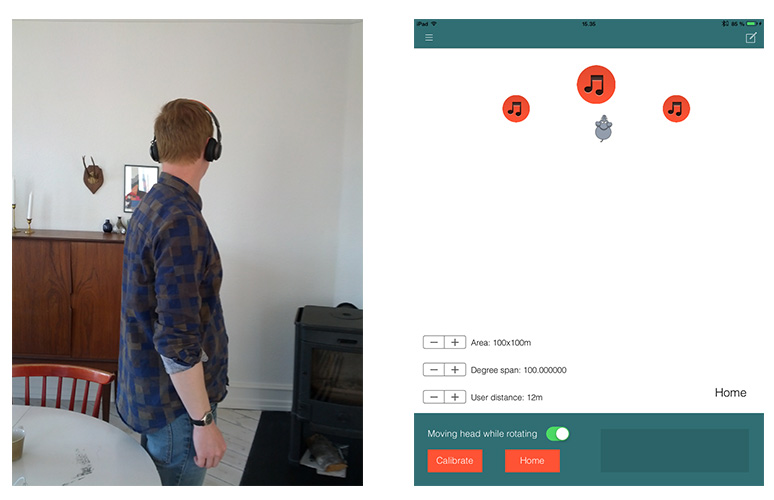 iPad 16.35 85 %
Area: 100x100m
Degree span: 100.000000
User distance: 12m
Home
Moving head while rotating
Calibrate Home